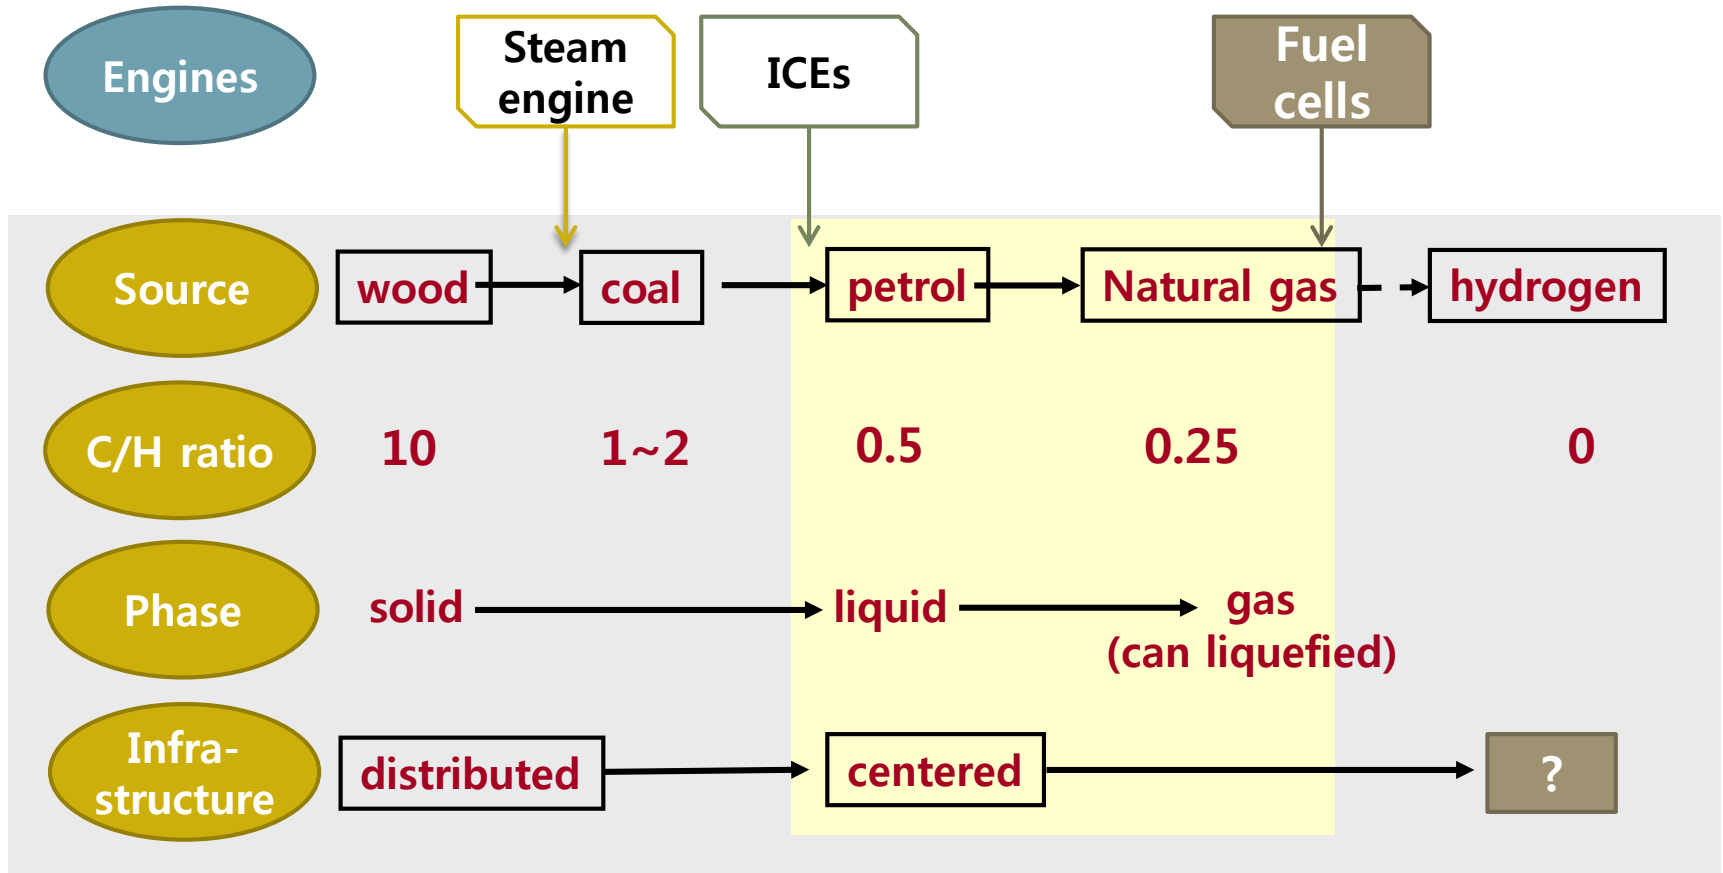 Engines
Steam
engine
ICEs
Fuel
cells
Source
wood
coal
petrol
Natural gas
hydrogen
C/H ratio
10
1~2
0.5
0.25
0
Phase
solid
liquid
gas
(can liquefied)
Infra-
structure
distributed
centered
?